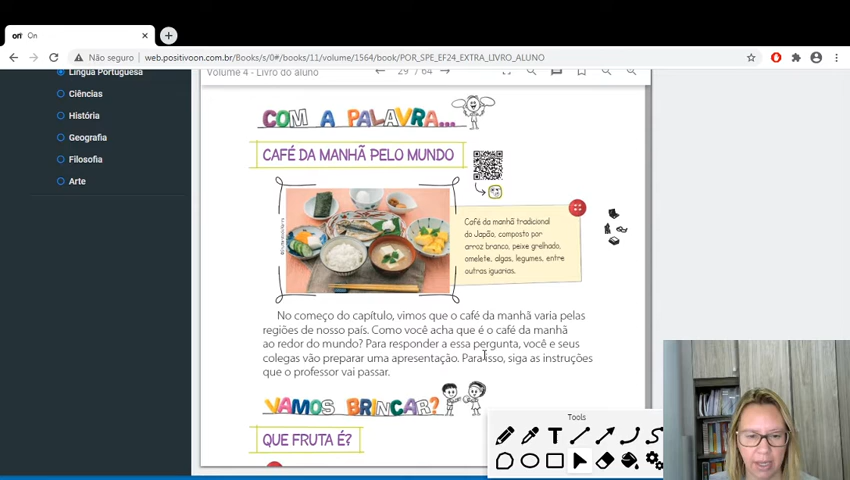 On
Não seguro
web.positivoon.com.br/Books/s/0#/books/11/volume/1564/book/POR_SPE_EF24_EXTRA_LIVRO_ALUNO
Língua Portuguesa
Ciências
História
Geografia
Filosofia
Arte
Volume 4 - Livro do aluno
29 / 64
COM A PALAVRA...
CAFÉ DA MANHÃ PELO MUNDO
Café da manhã tradicional
do Japão, composto por
arroz branco, peixe grelhado,
omelete, algas, legumes, entre
outras iguarias.
No começo do capítulo, vimos que o café da manhã varia pelas
regiões de nosso país. Como você acha que é o café da manhã
ao redor do mundo? Para responder a essa pergunta, você e seus
colegas vão preparar uma apresentação. Para isso, siga as instruções
que o professor vai passar.
VAMOS BRINCAR?
QUE FRUTA É?
Tools
T